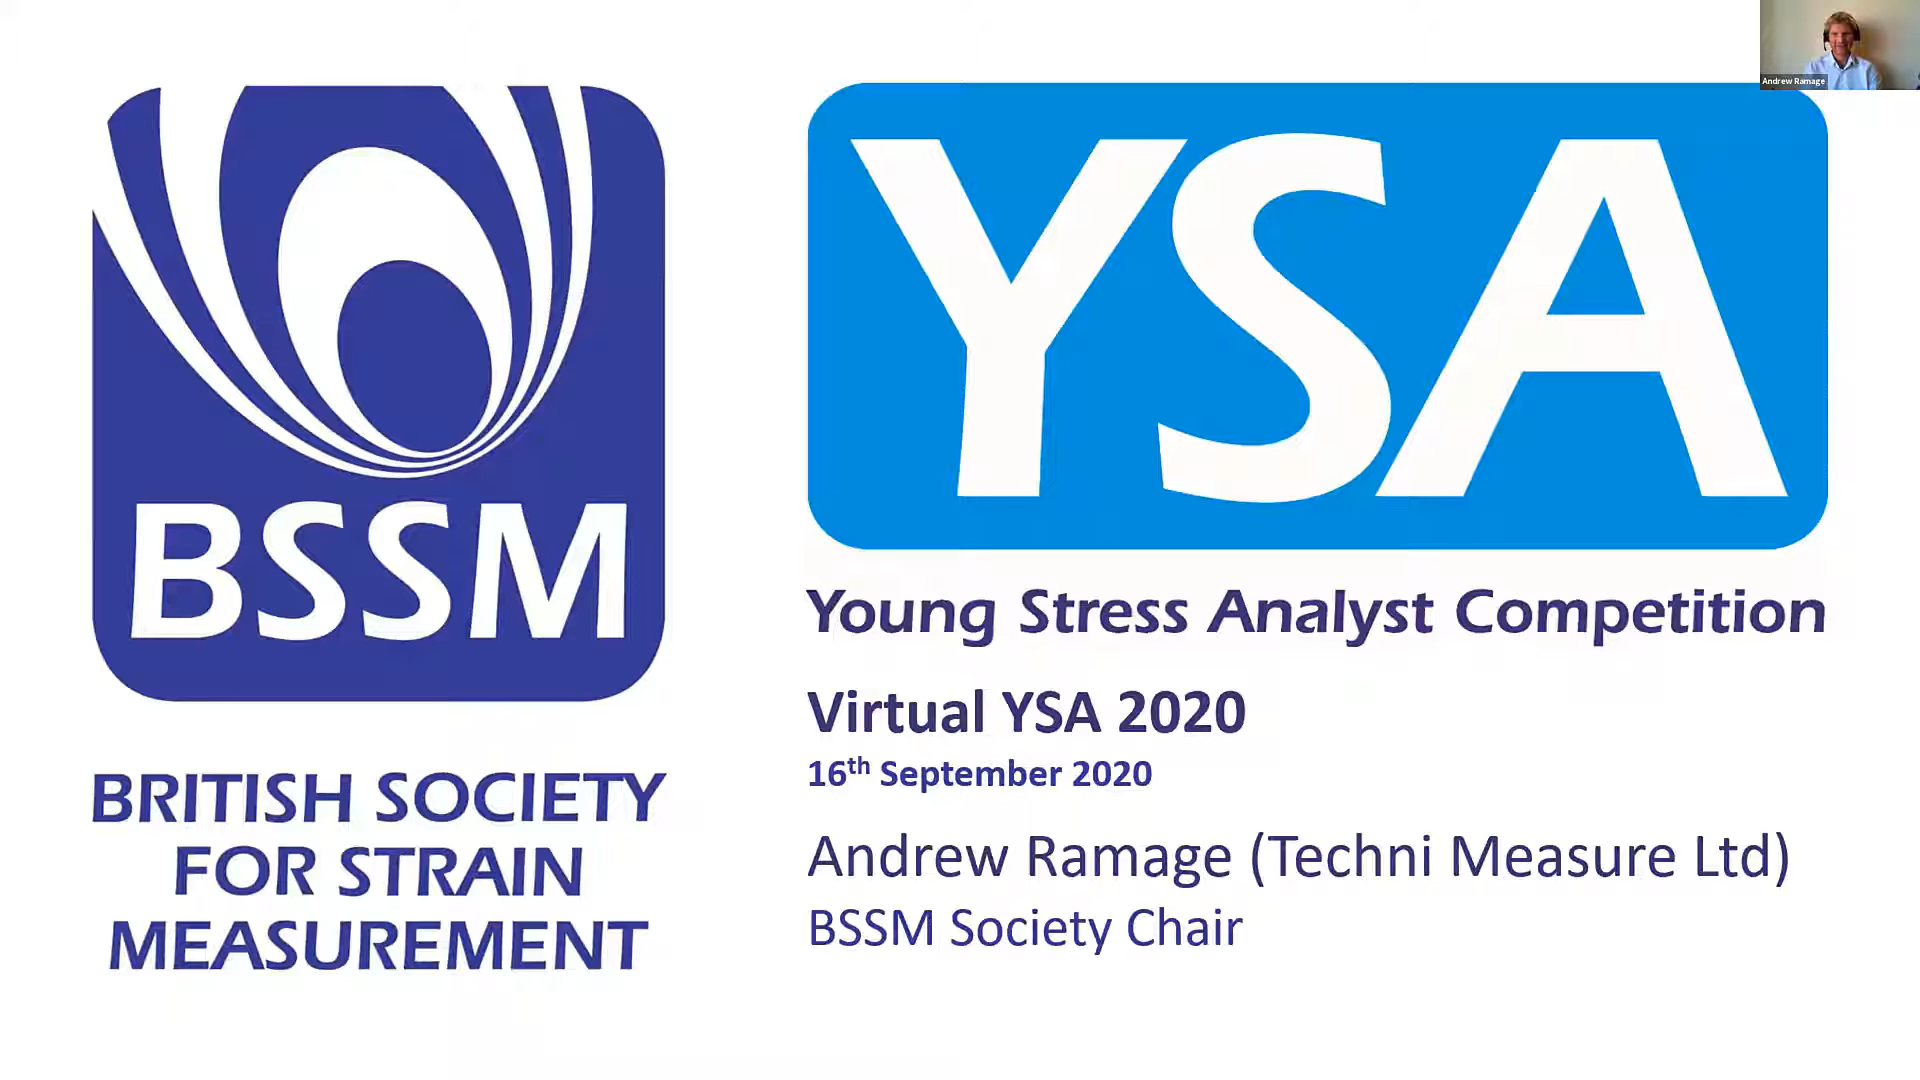 Andrew Ramage
BSSM
BRITISH SOCIETY
FOR STRAIN
MEASUREMENT
YSA
Young Stress Analyst Competition
Virtual YSA 2020
16th September 2020
Andrew Ramage (Techni Measure Ltd)
BSSM Society Chair